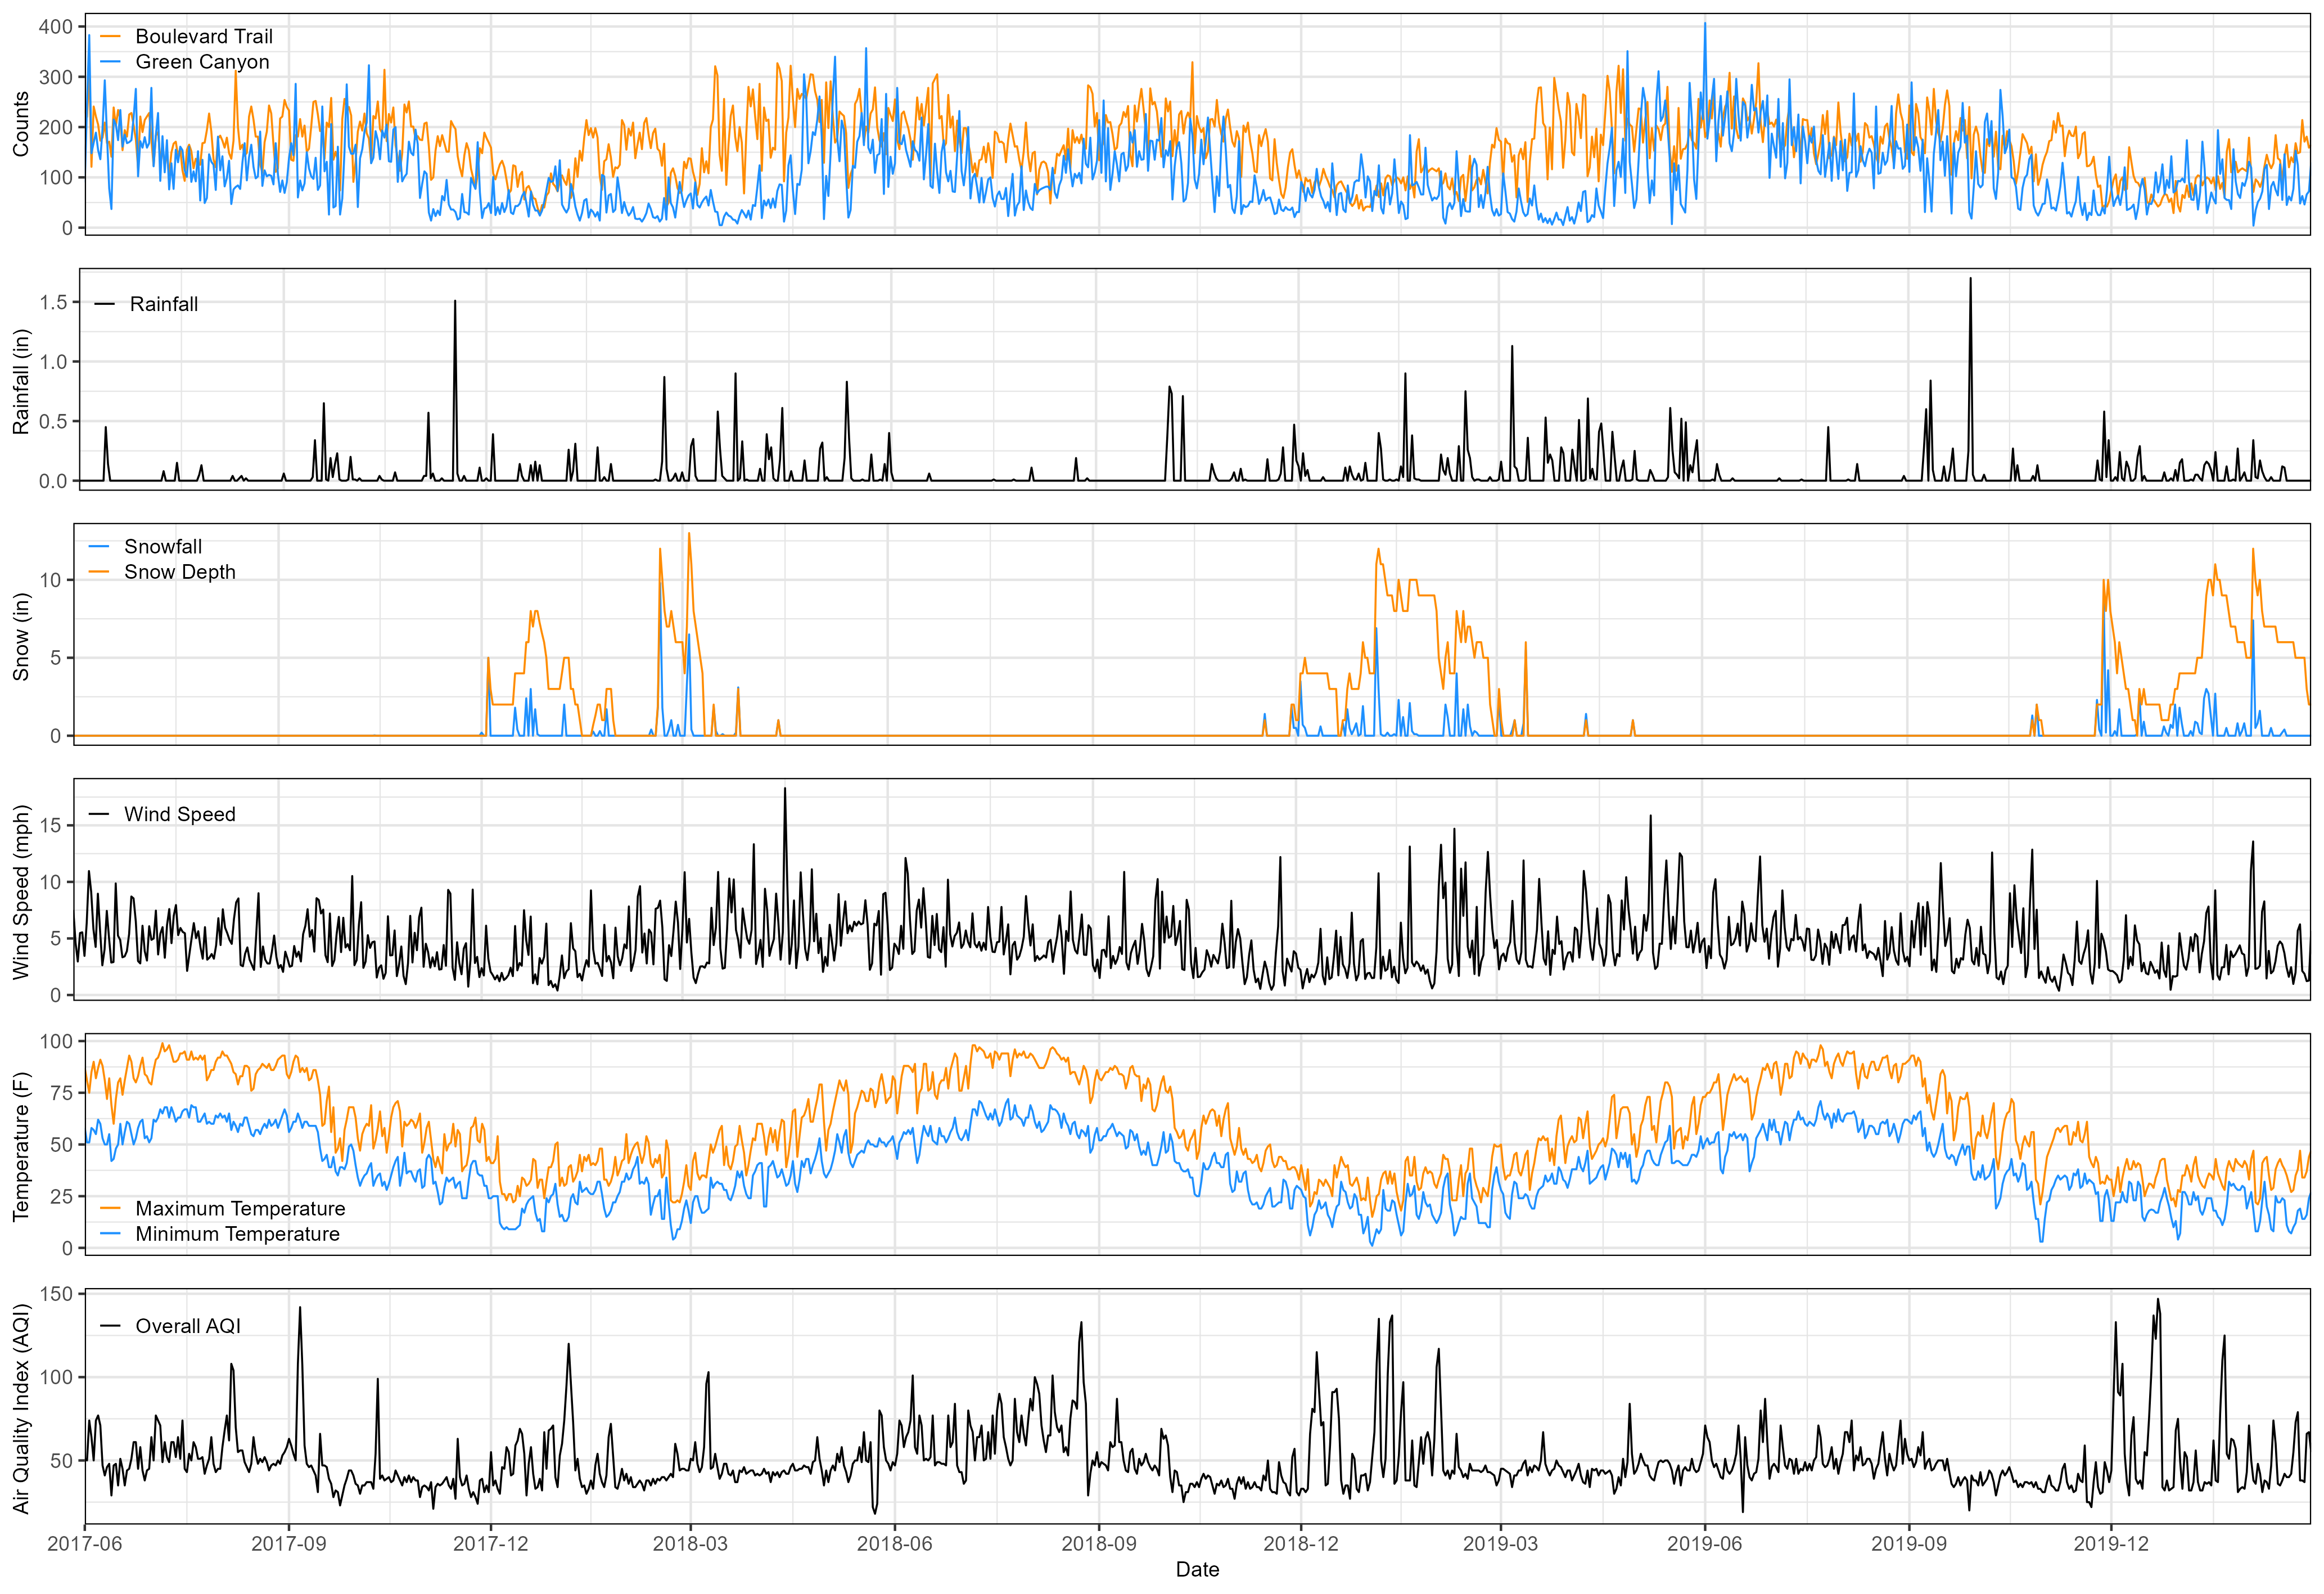 Counts
400
300
200
100
0
Boulevard Trail
Green Canyon
Rainfall (in)
1.5
1.0
0.5
0.0
Rainfall
Snow (in)
10
5
0
Snowfall
Snow Depth
Wind Speed (mph)
15
10
5
0
Wind Speed
Temperature (F)
100
75
50
25
0
Maximum Temperature
Minimum Temperature
Air Quality Index (AQI)
150
100
50
Overall AQI
2017-06 2017-09 2017-12 2018-03 2018-06 2018-09 2018-12 2019-03 2019-06 2019-09 2019-12
Date